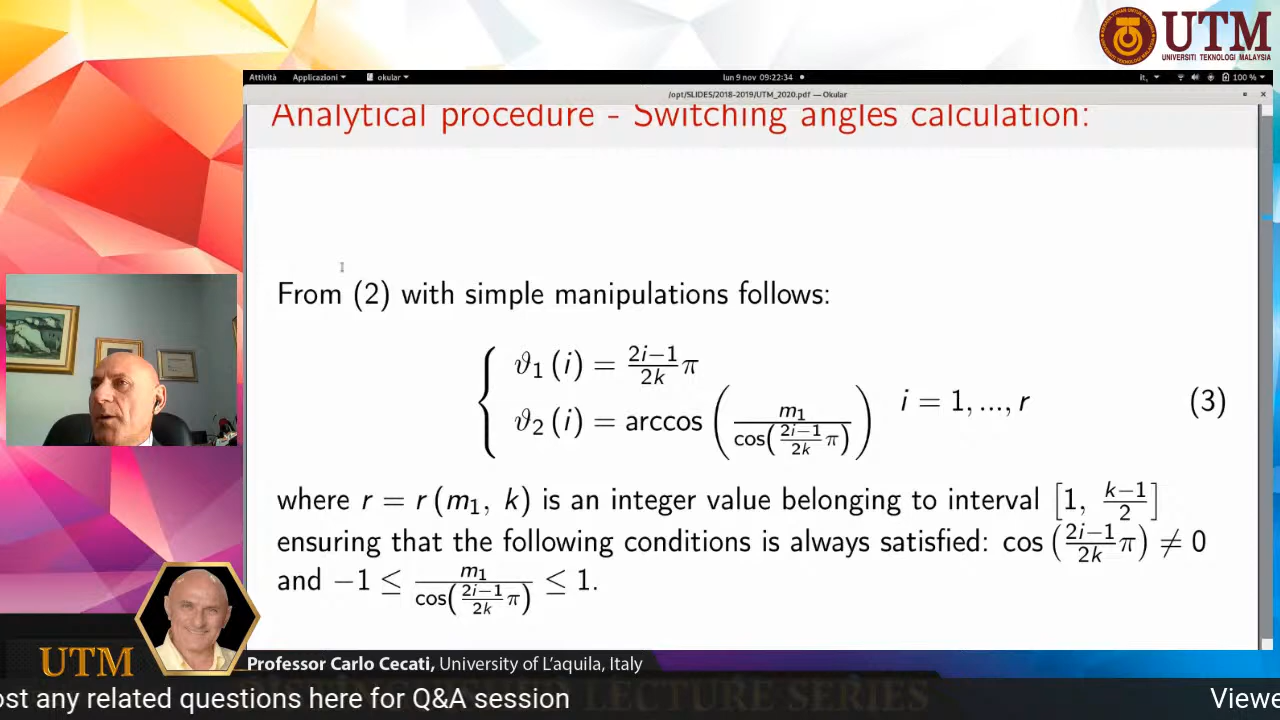 UTM
UNIVERSITI TEKNOLOGI MALAYSIA
Attività Applicazioni okular lun 9 nov 09:22:34 it, 100 %
/opt/SLIDES/2018-2019/UTM_2020.pdf — Okular
Analytical procedure - Switching angles calculation:
From (2) with simple manipulations follows:
ϑ1 (i) = 2i−1/2k π
ϑ2 (i) = arccos ( m1 / cos( 2i−1/2k π ) ) i = 1, ..., r (3)
where r = r (m1, k) is an integer value belonging to interval [1, k−1/2]
ensuring that the following conditions is always satisfied: cos ( 2i−1/2k π ) ≠ 0
and −1 ≤ m1 / cos( 2i−1/2k π ) ≤ 1.
UTM
Professor Carlo Cecati, University of L'aquila, Italy
LECTURE SERIES
ost any related questions here for Q&A session Viewe